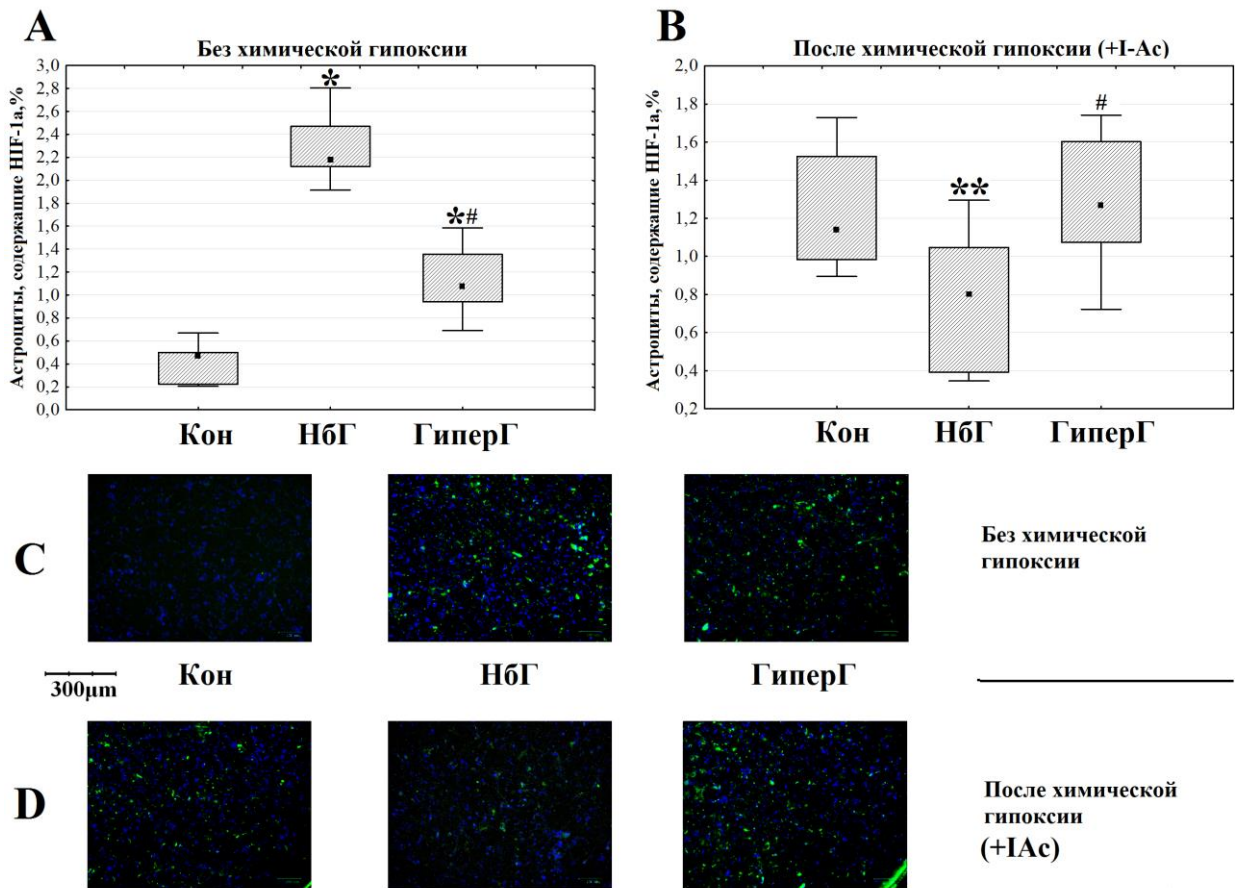 A
Без химической гипоксии
Астроциты, содержащие HIF-1a,%
3,0
2,8
2,6
2,4
2,2
2,0
1,8
1,6
1,4
1,2
1,0
0,8
0,6
0,4
0,2
0,0
*
*#
Кон НбГ ГиперГ
B
После химической гипоксии (+I-Ac)
Астроциты, содержащие HIF-1a,%
2,0
1,8
1,6
1,4
1,2
1,0
0,8
0,6
0,4
0,2
**
#
Кон НбГ ГиперГ
C
Без химической
гипоксии
300µm
Кон НбГ ГиперГ
D
После химической
гипоксии
(+IAc)